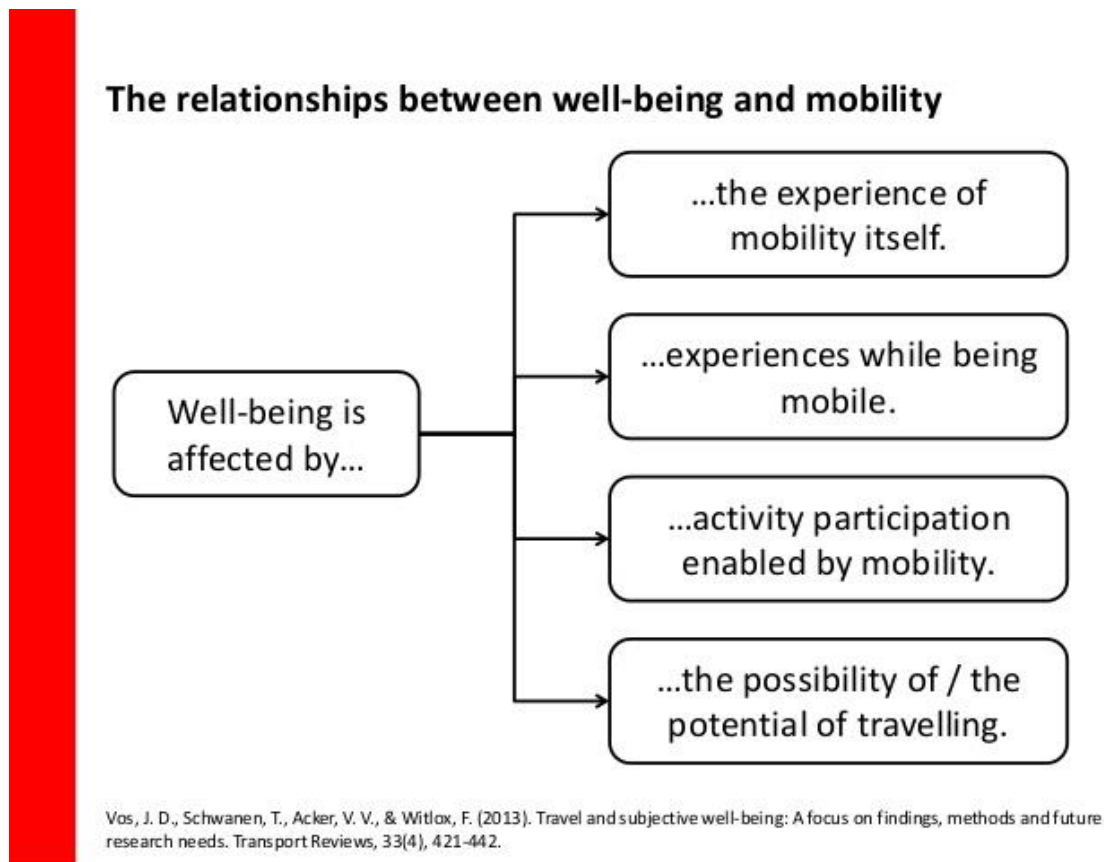 The relationships between well-being and mobility
...the experience of
mobility itself.
...experiences while being
mobile.
Well-being is
affected by...
...activity participation
enabled by mobility.
...the possibility of / the
potential of travelling.
Vos, J. D., Schwanen, T., Acker, V. V., & Witlox, F. (2013). Travel and subjective well-being: A focus on findings, methods and future
research needs. Transport Reviews, 33(4), 421-442.